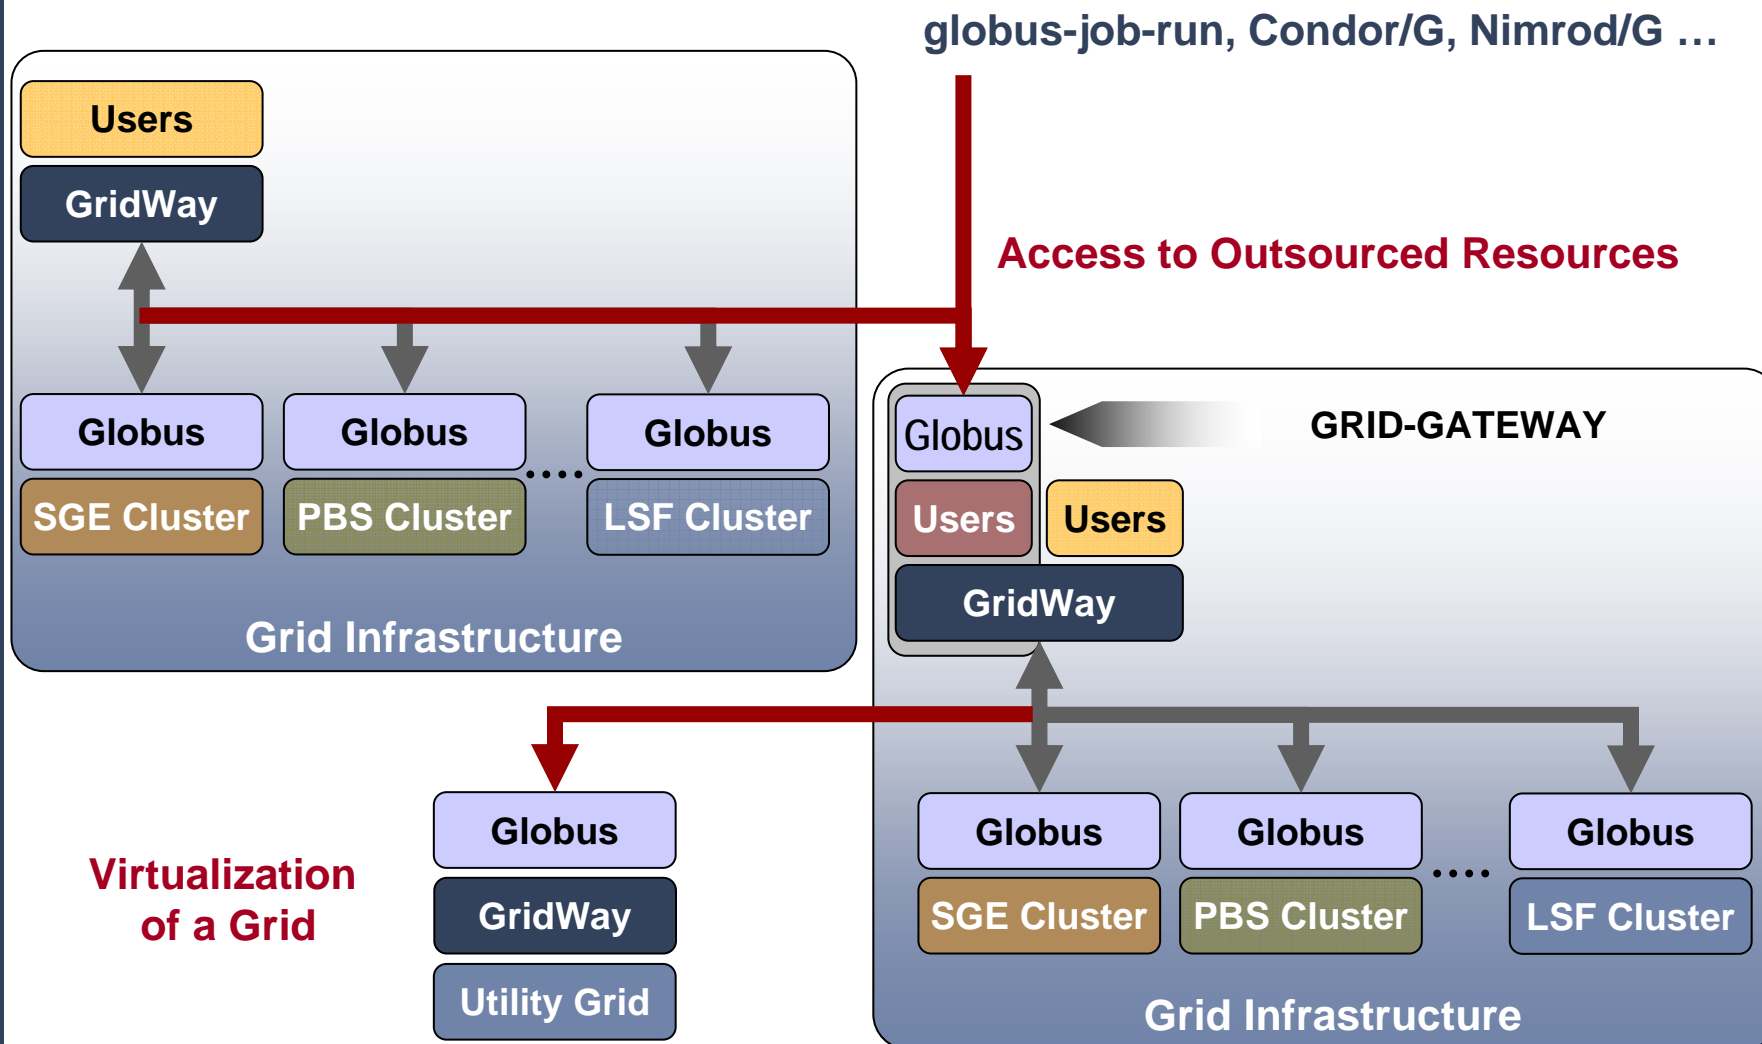 globus-job-run, Condor/G, Nimrod/G …
Users
GridWay
Access to Outsourced Resources
Globus
Globus
Globus
SGE Cluster
PBS Cluster
....
LSF Cluster
Grid Infrastructure
Globus
GRID-GATEWAY
Users
Users
GridWay
Virtualization
of a Grid
Globus
GridWay
Utility Grid
Globus
Globus
Globus
SGE Cluster
PBS Cluster
....
LSF Cluster
Grid Infrastructure